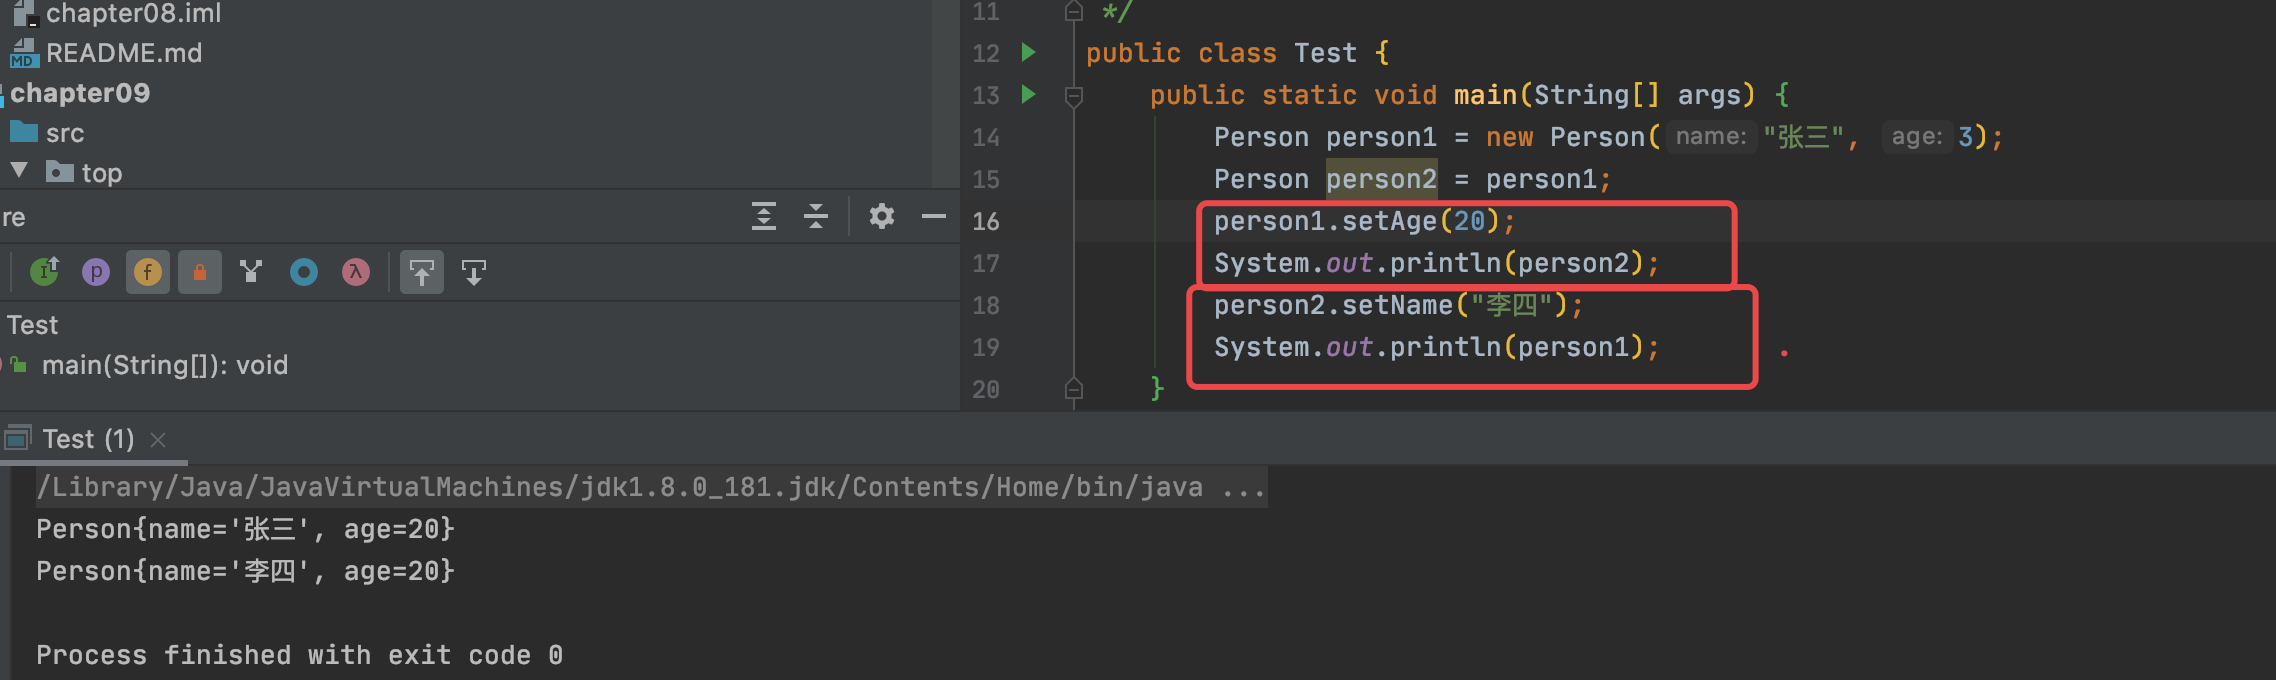 chapter08.iml
README.md
chapter09
src
top
re
Test
main(String[]): void
11 */
12 public class Test {
13 public static void main(String[] args) {
14 Person person1 = new Person( name: "张三", age: 3);
15 Person person2 = person1;
16 person1.setAge(20);
17 System.out.println(person2);
18 person2.setName("李四");
19 System.out.println(person1);
20 }
Test (1)
/Library/Java/JavaVirtualMachines/jdk1.8.0_181.jdk/Contents/Home/bin/java ...
Person{name='张三', age=20}
Person{name='李四', age=20}
Process finished with exit code 0